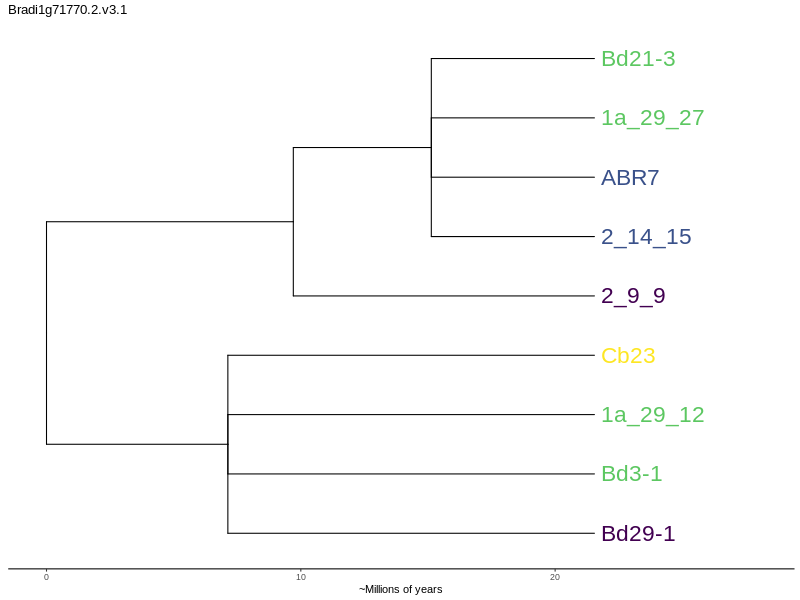 Bradi1g71770.2.v3.1
Bd21-3
1a_29_27
ABR7
2_14_15
2_9_9
Cb23
1a_29_12
Bd3-1
Bd29-1
0 10 20
~Millions of years